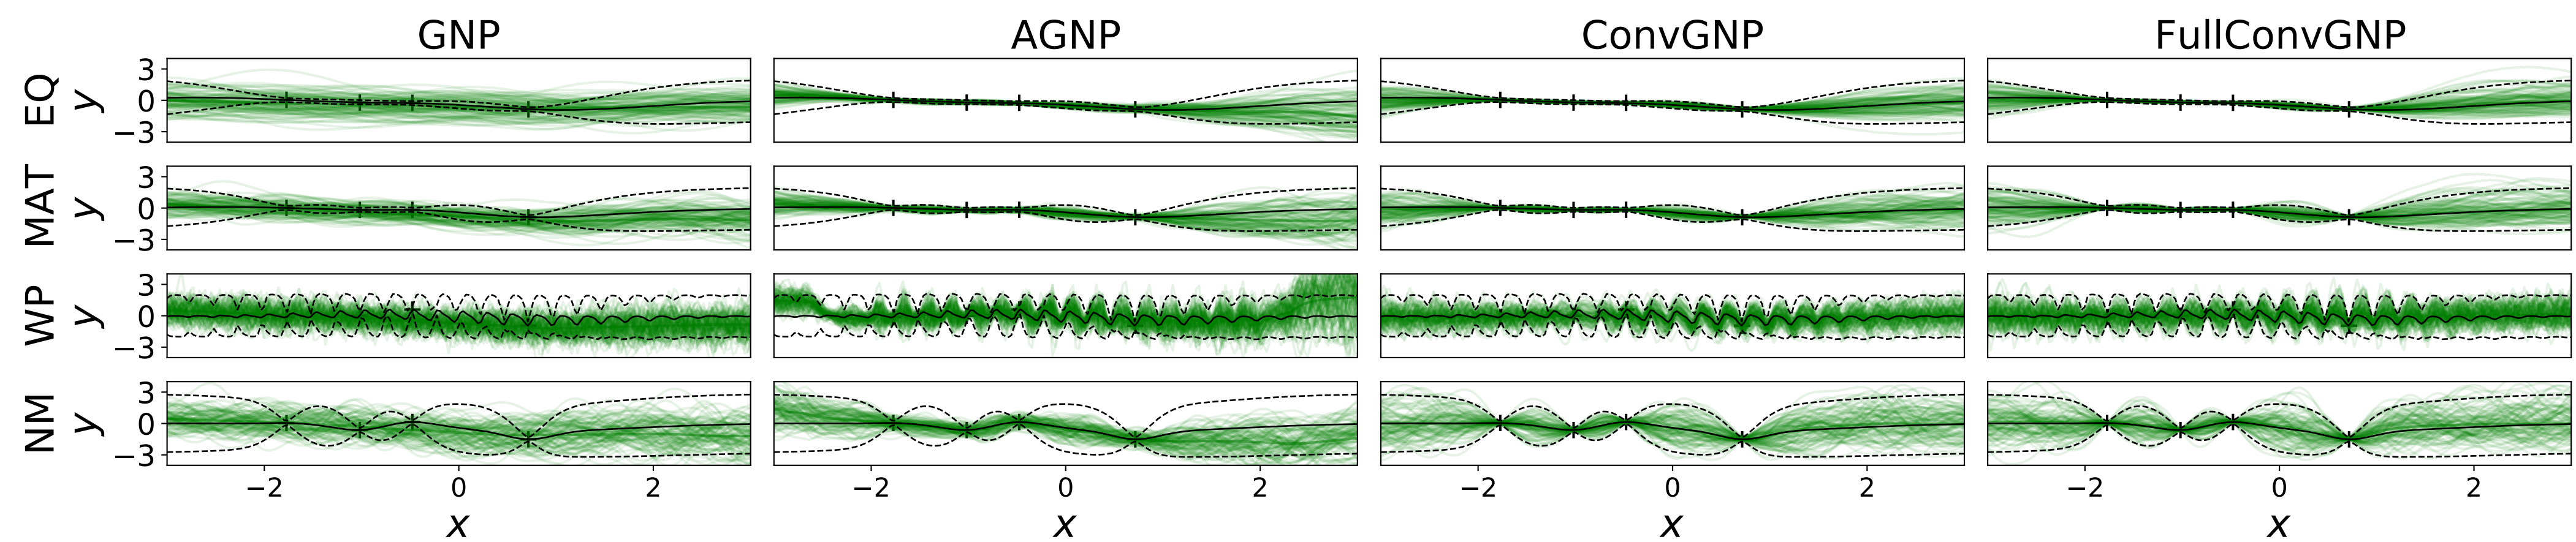 GNP AGNP ConvGNP FullConvGNP
EQ y 3 0 −3
MAT y 3 0 −3
WP y 3 0 −3
NM y 3 0 −3
−2 0 2 −2 0 2 −2 0 2 −2 0 2
x x x x